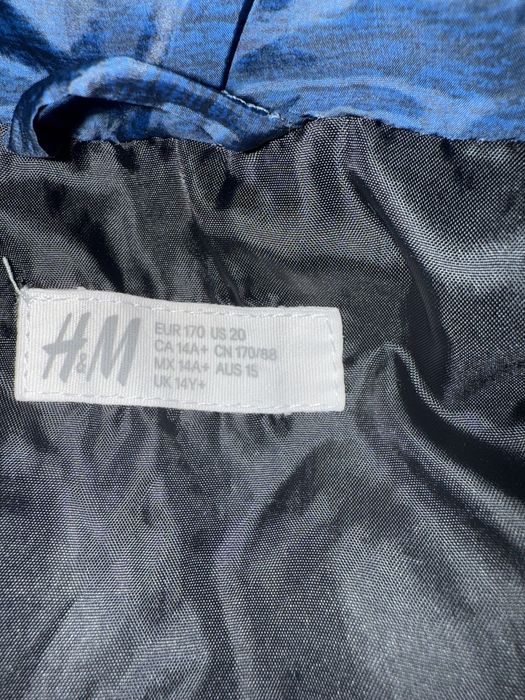 H&M
EUR 170 US 20
CA 14A+ CN 170/88
MX 14A+ AUS 15
UK 14Y+